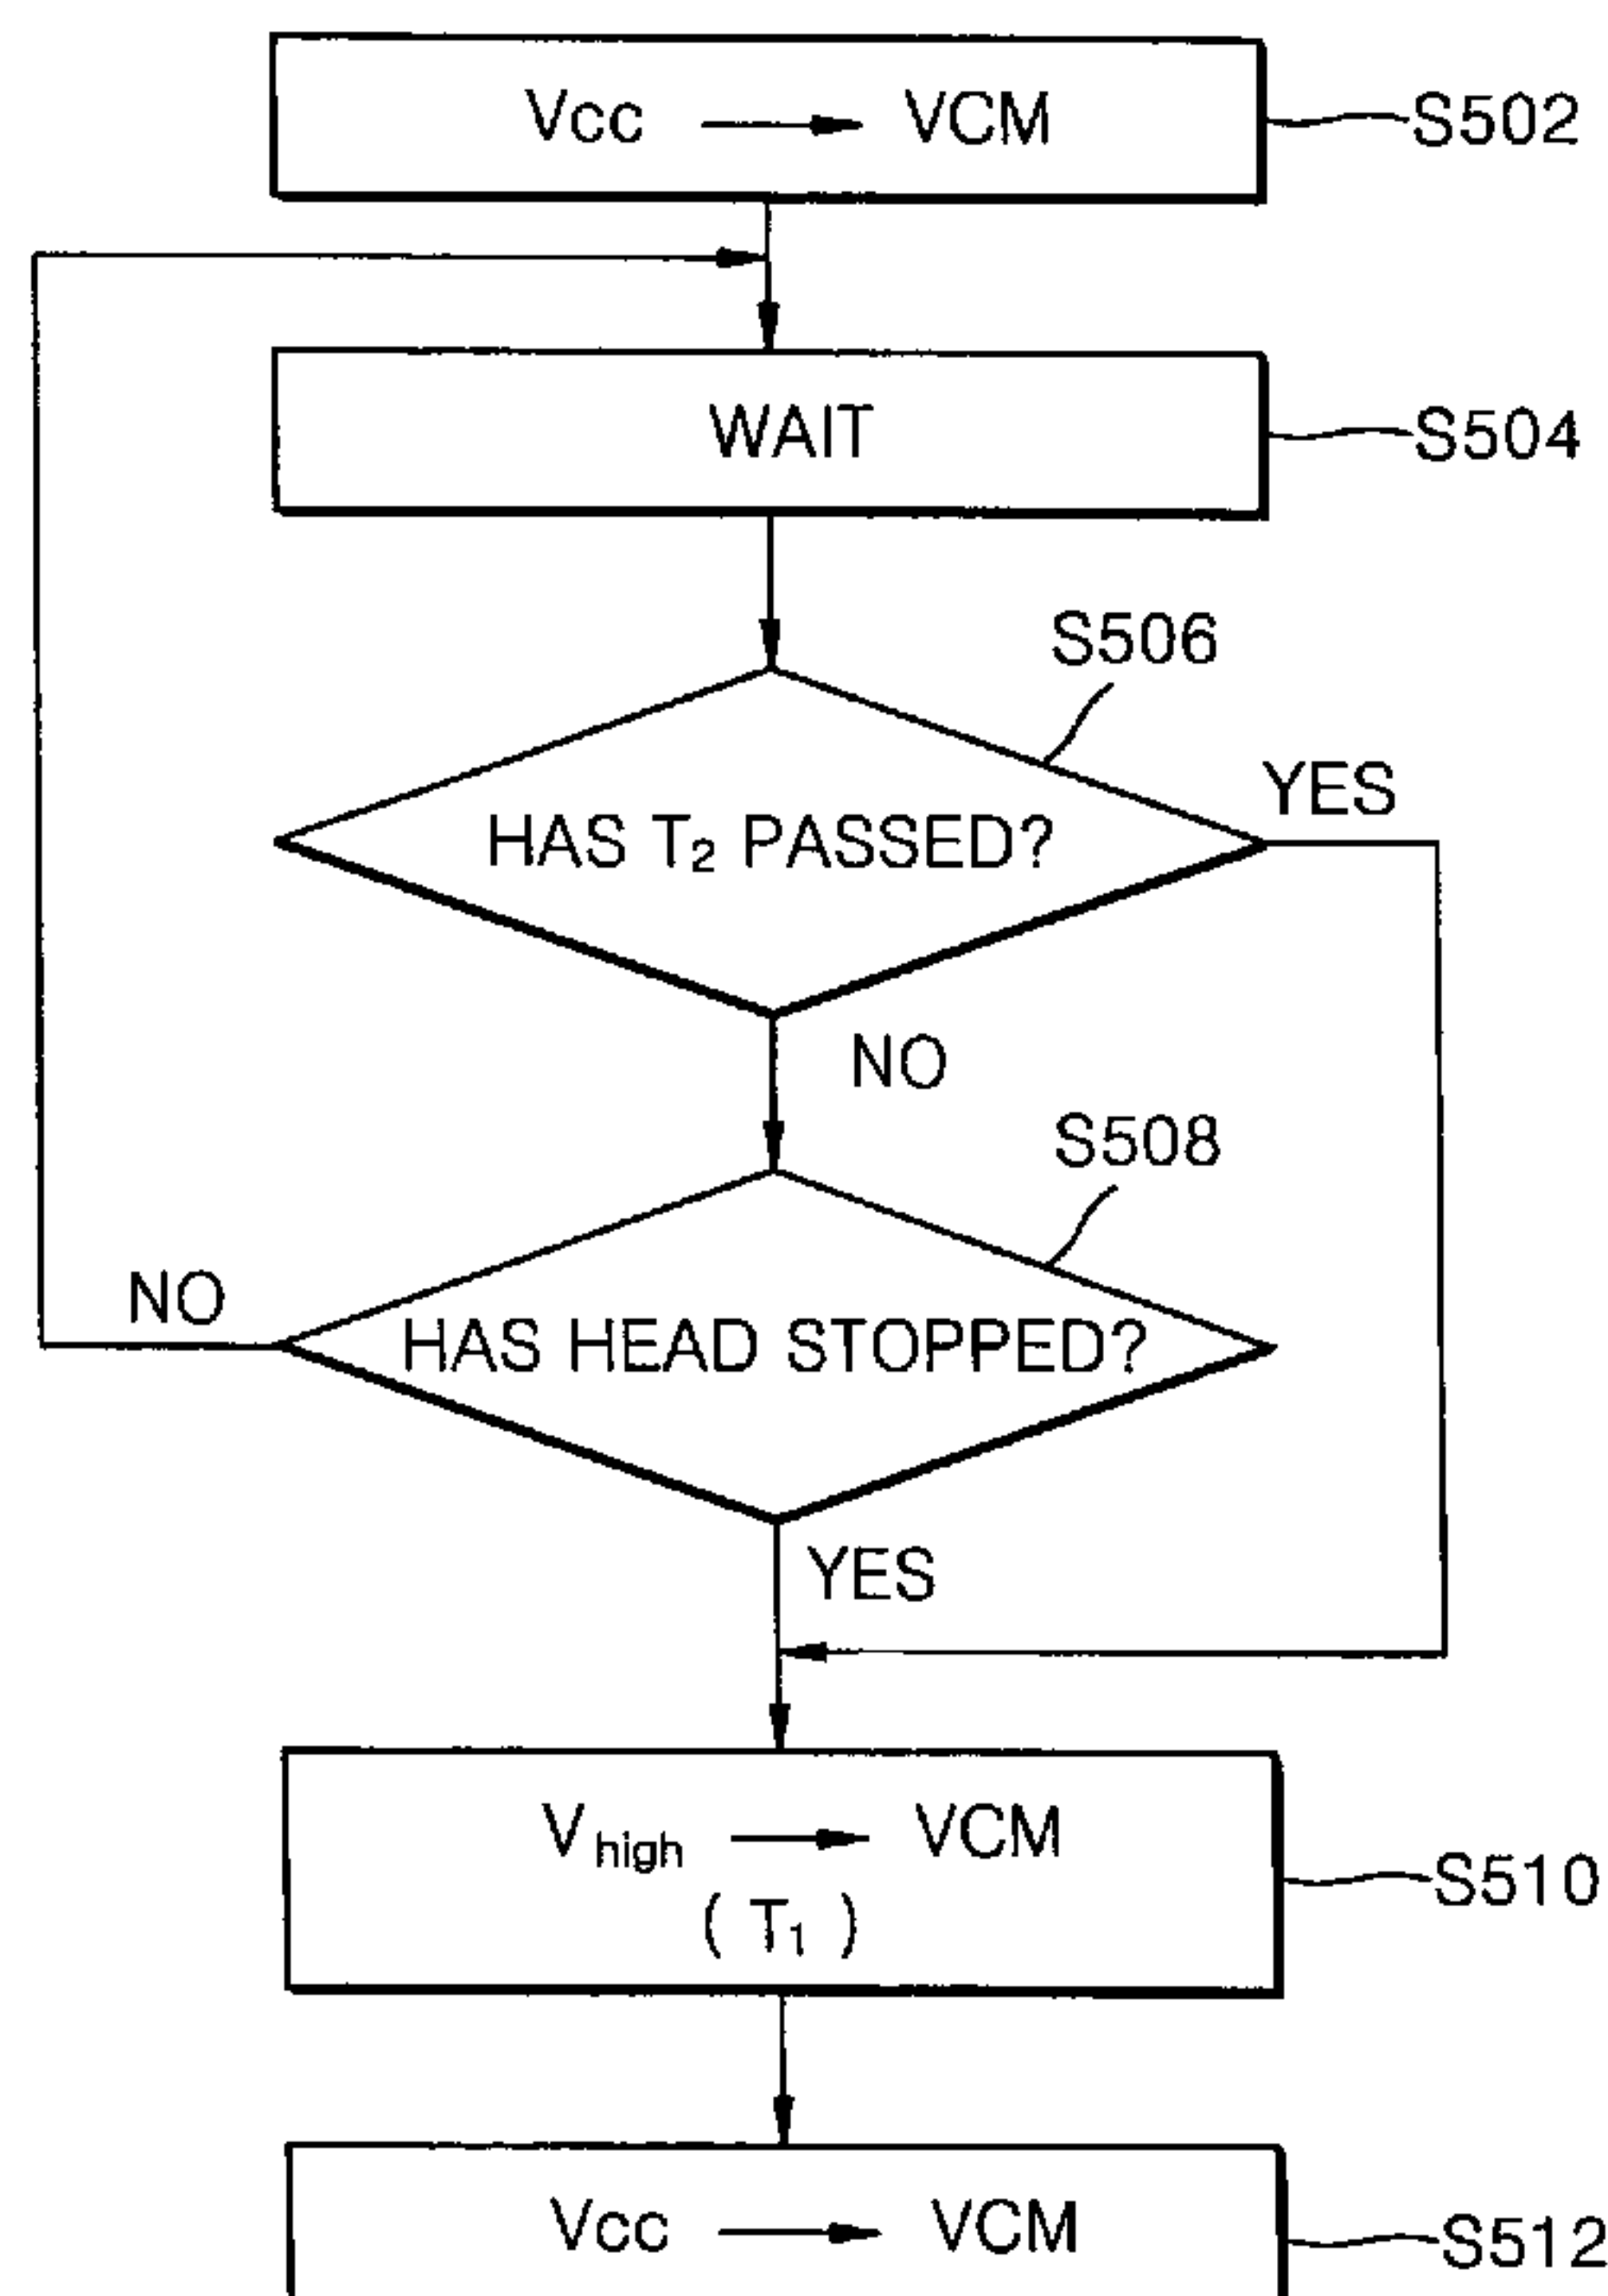 Vcc → VCM
S502
WAIT
S504
S506
HAS T₂ PASSED?
YES
NO
S508
HAS HEAD STOPPED?
NO
YES
V high → VCM
( T₁ )
S510
Vcc → VCM
S512